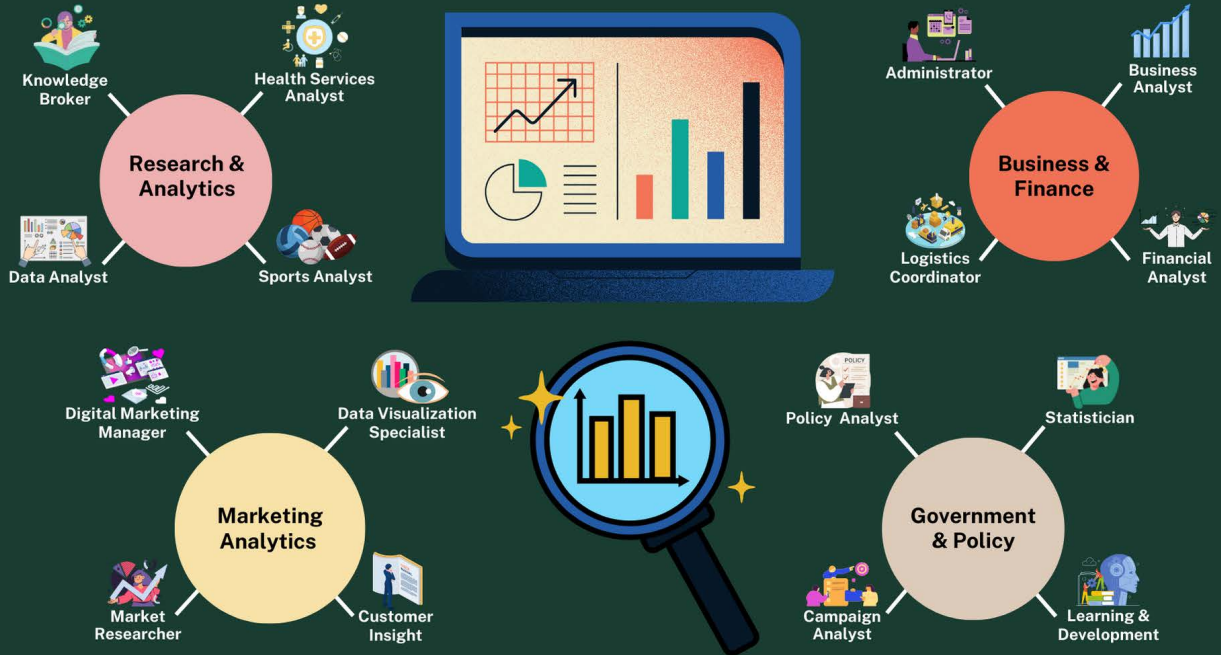 Knowledge
Broker
Health Services
Analyst
Research &
Analytics
Data Analyst
Sports Analyst
Administrator
Business
Analyst
Business &
Finance
Logistics
Coordinator
Financial
Analyst
Digital Marketing
Manager
Data Visualization
Specialist
Marketing
Analytics
Market
Researcher
Customer
Insight
POLICY
Policy Analyst
Statistician
Government
& Policy
Campaign
Analyst
Learning &
Development